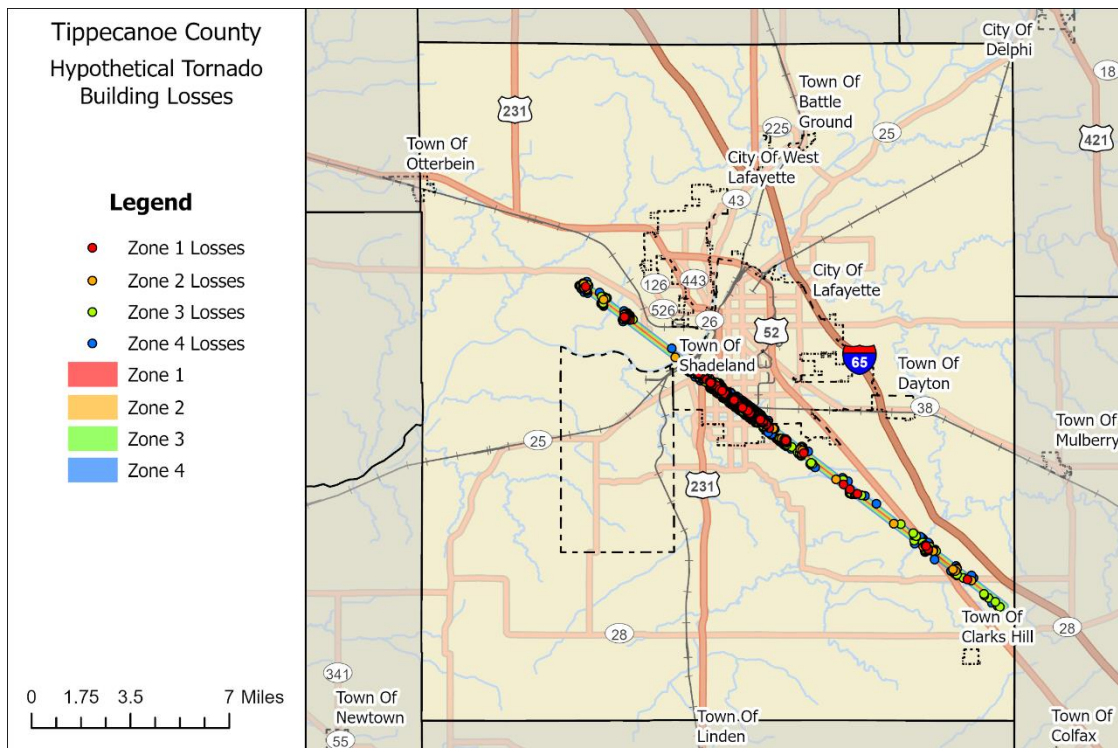 Tippecanoe County
Hypothetical Tornado
Building Losses
Legend
Zone 1 Losses
Zone 2 Losses
Zone 3 Losses
Zone 4 Losses
Zone 1
Zone 2
Zone 3
Zone 4
0 1.75 3.5 7 Miles
City Of
Delphi
18
231
Town Of
Battle
Ground
421
225
25
Town Of
Otterbein
City Of West
Lafayette
43
City Of
Lafayette
126
443
526
26
52
Town Of
Shadeland
65
Town Of
Dayton
38
Town Of
Mulberry
25
231
Town Of
Clarks Hill
28
28
341
Town Of
Newtown
55
Town Of
Linden
Town Of
Colfax